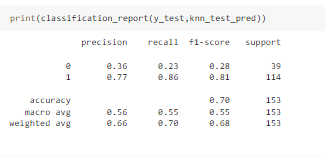 print(classification_report(y_test,knn_test_pred))
precision recall f1-score support
0 0.36 0.23 0.28 39
1 0.77 0.86 0.81 114
accuracy 0.70 153
macro avg 0.56 0.55 0.55 153
weighted avg 0.66 0.70 0.68 153